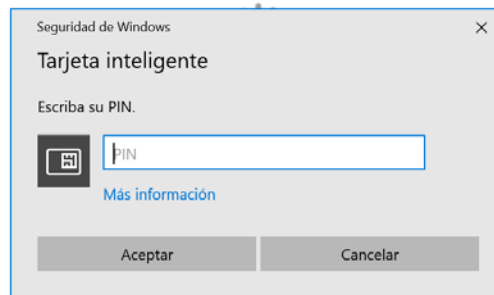 Seguridad de Windows
Tarjeta inteligente
Escriba su PIN.
PIN
Más información
Aceptar
Cancelar